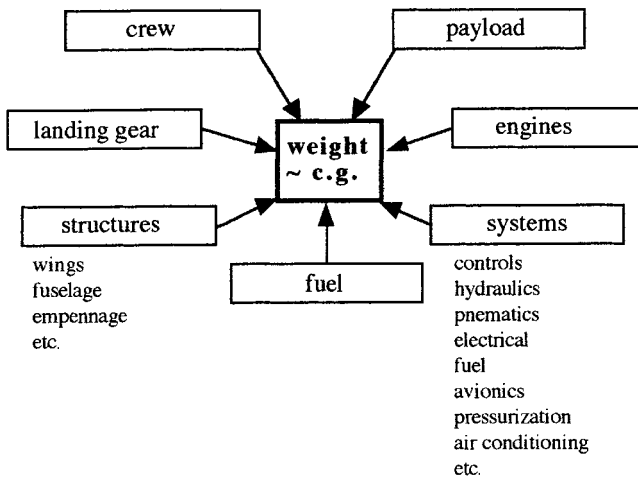 crew
payload
landing gear
weight
~ c.g.
engines
structures
systems
wings
fuselage
empennage
etc.
fuel
controls
hydraulics
pnematics
electrical
fuel
avionics
pressurization
air conditioning
etc.